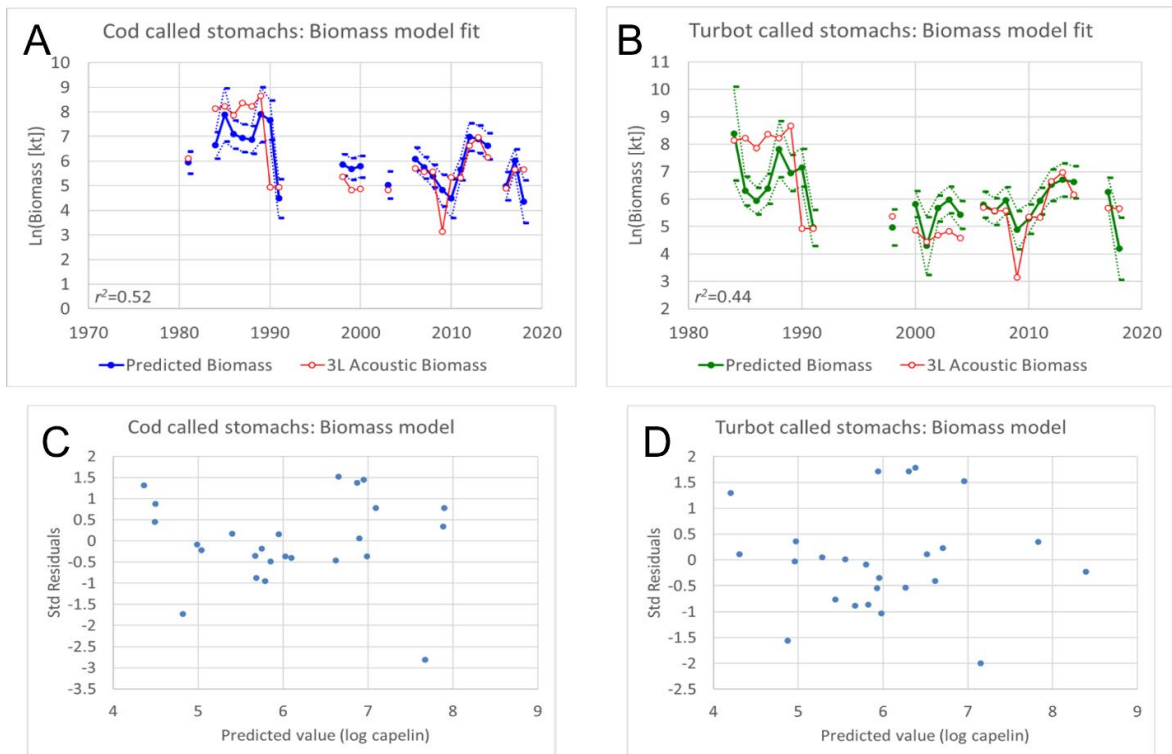 A
Cod called stomachs: Biomass model fit
Ln(Biomass [kt])
10
9
8
7
6
5
4
3
2
1
0
r²=0.52
1970 1980 1990 2000 2010 2020
Predicted Biomass 3L Acoustic Biomass
B
Turbot called stomachs: Biomass model fit
Ln(Biomass [kt])
11
10
9
8
7
6
5
4
3
2
r²=0.44
1980 1990 2000 2010 2020
Predicted Biomass 3L Acoustic Biomass
C
Cod called stomachs: Biomass model
Std Residuals
2
1.5
1
0.5
0
-0.5
-1
-1.5
-2
-2.5
-3
-3.5
4 5 6 7 8 9
Predicted value (log capelin)
D
Turbot called stomachs: Biomass model
Std Residuals
2
1.5
1
0.5
0
-0.5
-1
-1.5
-2
-2.5
4 5 6 7 8 9
Predicted value (log capelin)